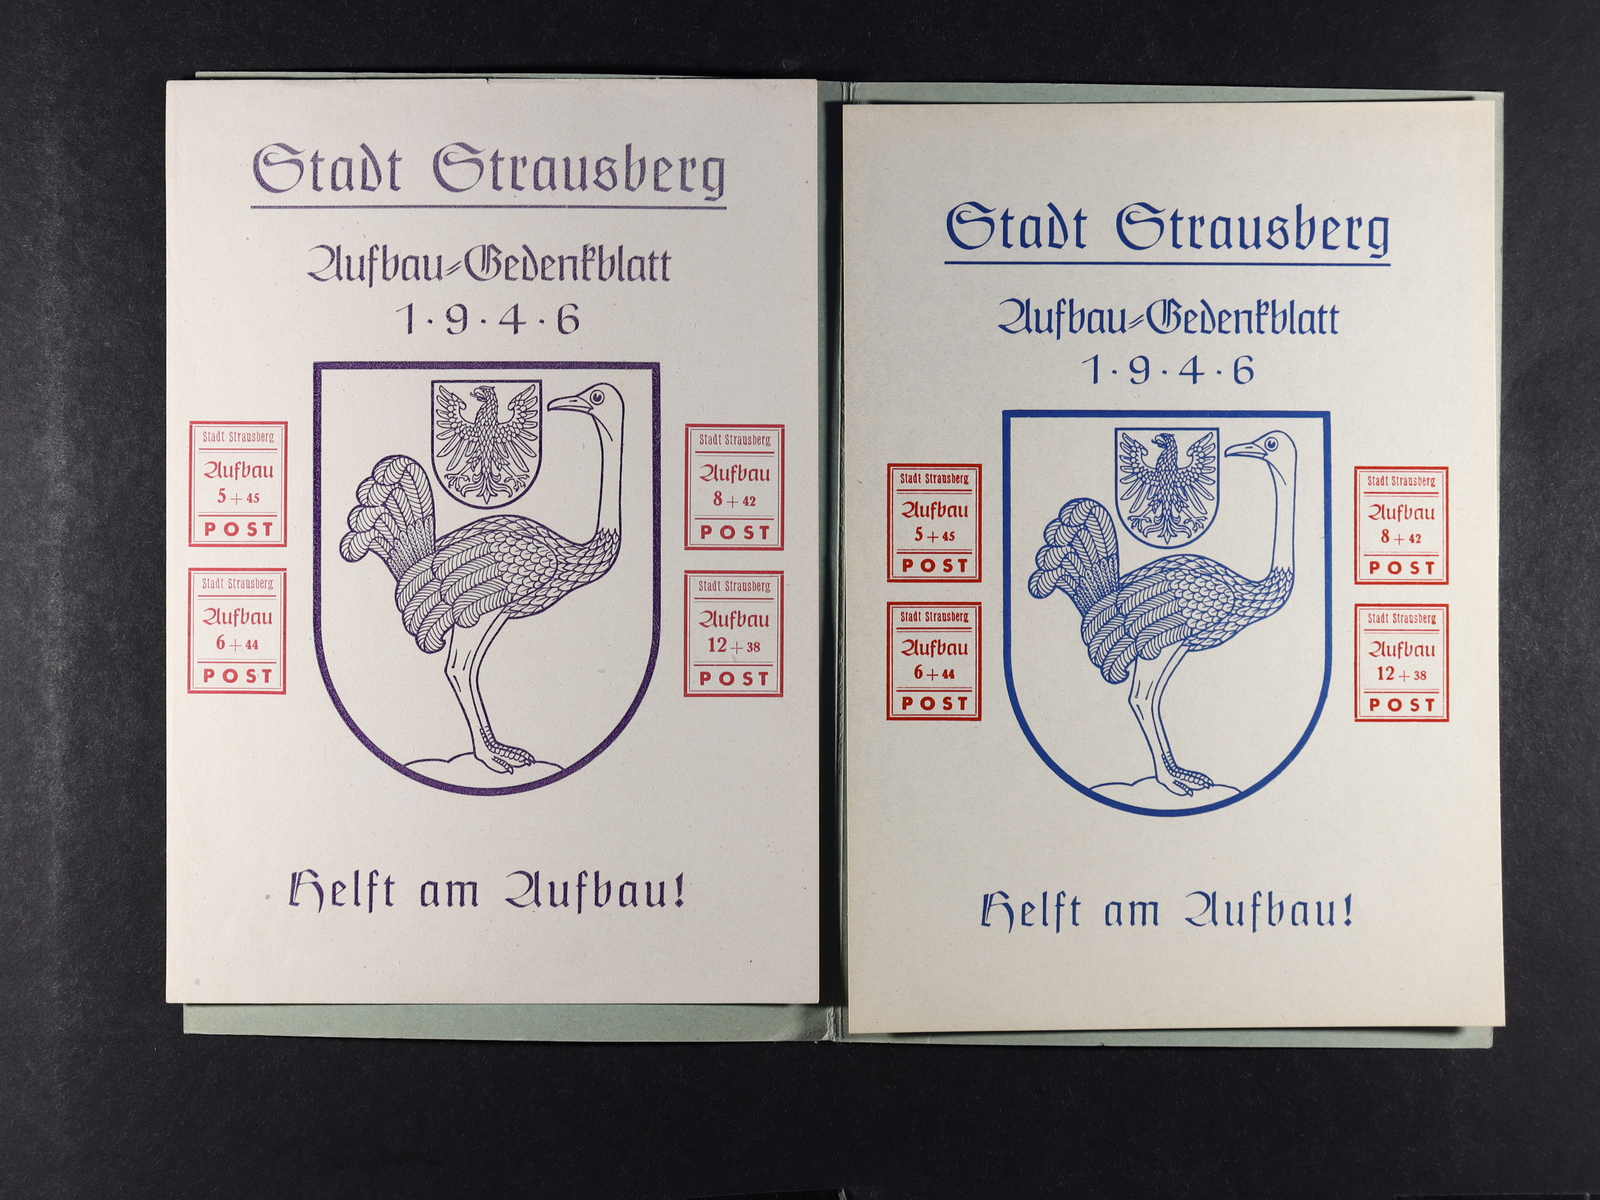 Stadt Strausberg
Aufbau=Gedenkblatt
1·9·4·6
Stadt Strausberg
Aufbau
5+45
POST
Stadt Strausberg
Aufbau
6+44
POST
Stadt Strausberg
Aufbau
8+42
POST
Stadt Strausberg
Aufbau
12+38
POST
Helft am Aufbau!
Stadt Strausberg
Aufbau=Gedenkblatt
1·9·4·6
Stadt Strausberg
Aufbau
5+45
POST
Stadt Strausberg
Aufbau
6+44
POST
Stadt Strausberg
Aufbau
8+42
POST
Stadt Strausberg
Aufbau
12+38
POST
Helft am Aufbau!